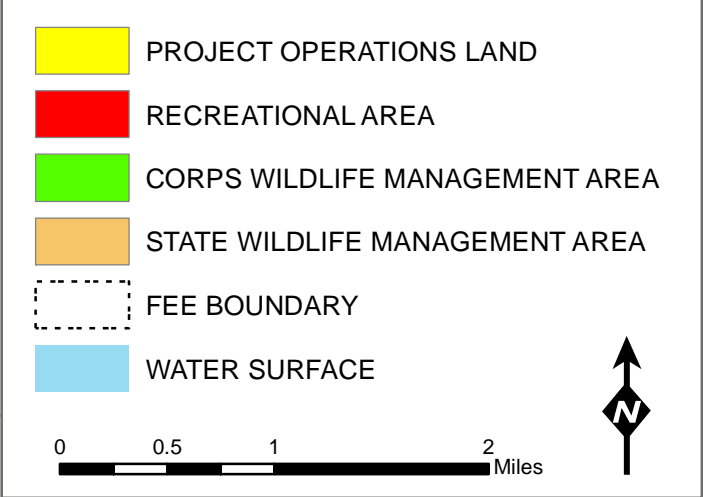 PROJECT OPERATIONS LAND
RECREATIONAL AREA
CORPS WILDLIFE MANAGEMENT AREA
STATE WILDLIFE MANAGEMENT AREA
FEE BOUNDARY
WATER SURFACE
N
0 0.5 1 2
Miles